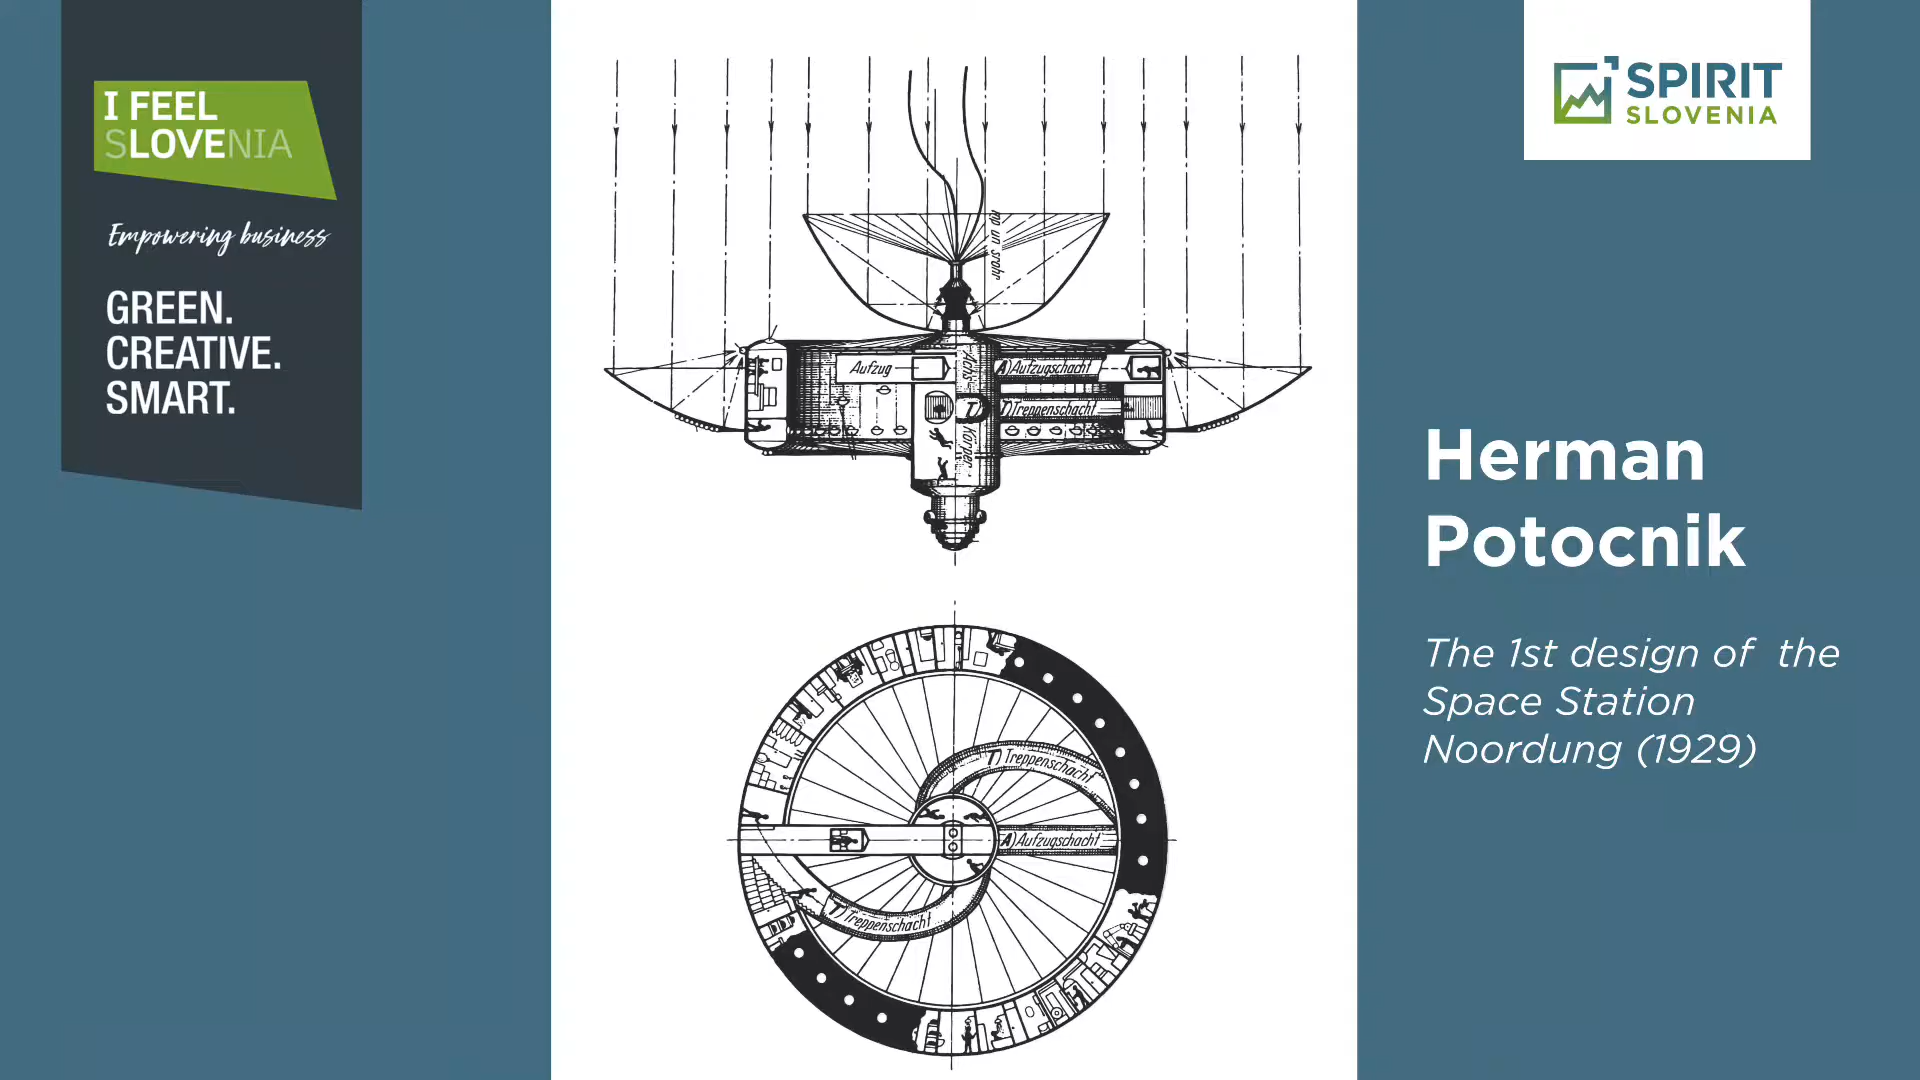 I FEEL
SLOVENIA
Empowering business
GREEN.
CREATIVE.
SMART.
SPIRIT
SLOVENIA
Herman
Potocnik
The 1st design of the
Space Station
Noordung (1929)
Aufzug
Achs-
Körper
A) Aufzugschacht
T)
T) Treppenschacht
T) Treppenschacht
A) Aufzugschacht
T) Treppenschacht